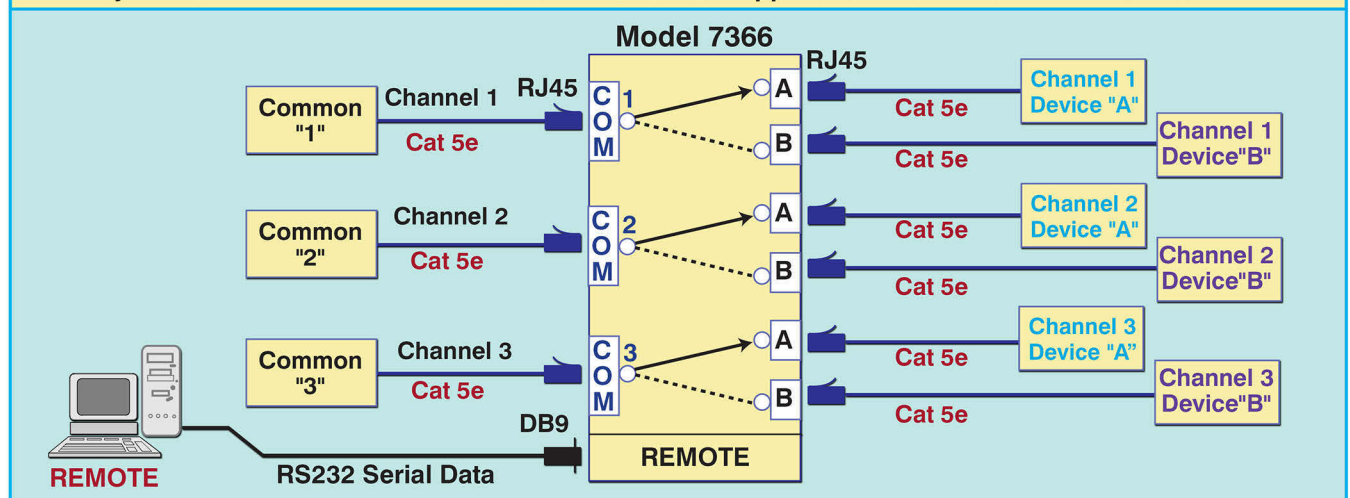 Model 7366
RJ45
RJ45
Common
"1"
Channel 1
Cat 5e
COM
1
A
B
Cat 5e
Channel 1
Device "A"
Cat 5e
Channel 1
Device"B"
Common
"2"
Channel 2
Cat 5e
COM
2
A
B
Cat 5e
Channel 2
Device "A"
Cat 5e
Channel 2
Device"B"
Common
"3"
Channel 3
Cat 5e
COM
3
A
B
Cat 5e
Channel 3
Device "A”
Cat 5e
Channel 3
Device"B"
DB9
REMOTE
RS232 Serial Data
REMOTE